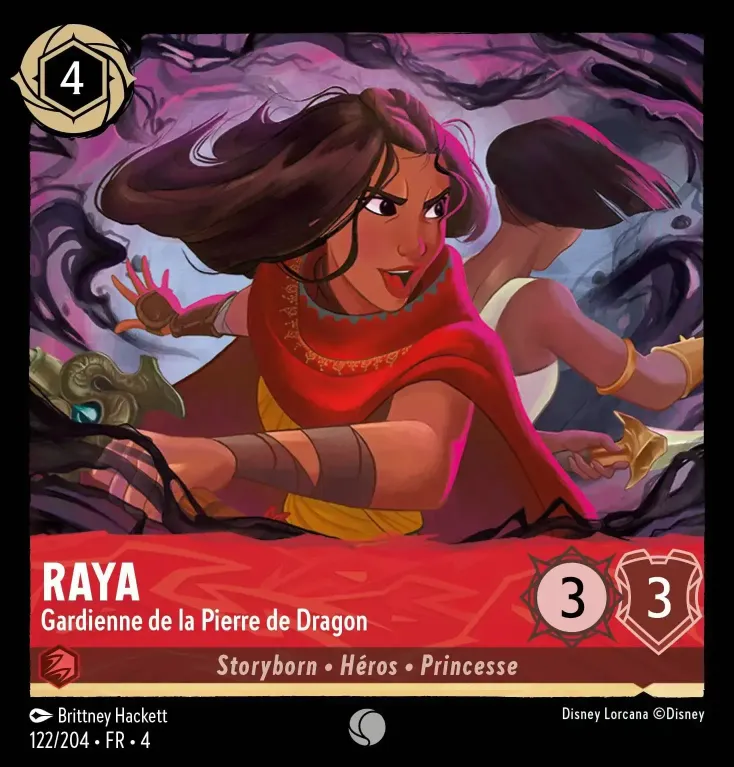 4
RAYA
Gardienne de la Pierre de Dragon
3
3
Storyborn • Héros • Princesse
Brittney Hackett
Disney Lorcana ©Disney
122/204 • FR • 4